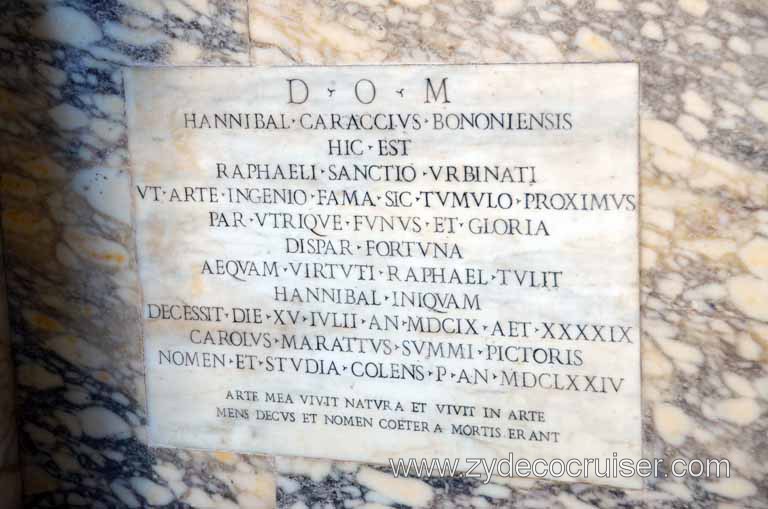 D · O · M
HANNIBAL · CARACCIVS · BONONIENSIS
HIC · EST
RAPHAELI · SANCTIO · VRBINATI
VT · ARTE · INGENIO · FAMA · SIC · TVMVLO · PROXIMVS
PAR · VTRIQVE · FVNVS · ET · GLORIA
DISPAR · FORTVNA
AEQVAM · VIRTVTI · RAPHAEL · TVLIT
HANNIBAL · INIQVAM
DECESSIT · DIE · XV · IVLII · AN · MDCIX · AET · XXXXIX
CAROLVS · MARATTVS · SVMMI · PICTORIS
NOMEN · ET · STVDIA · COLENS · P · AN · MDCLXXIV
ARTE MEA VIVIT NATVRA ET VIVIT IN ARTE
MENS DECVS ET NOMEN COETERA MORTIS ERANT
www.zydecocruiser.com